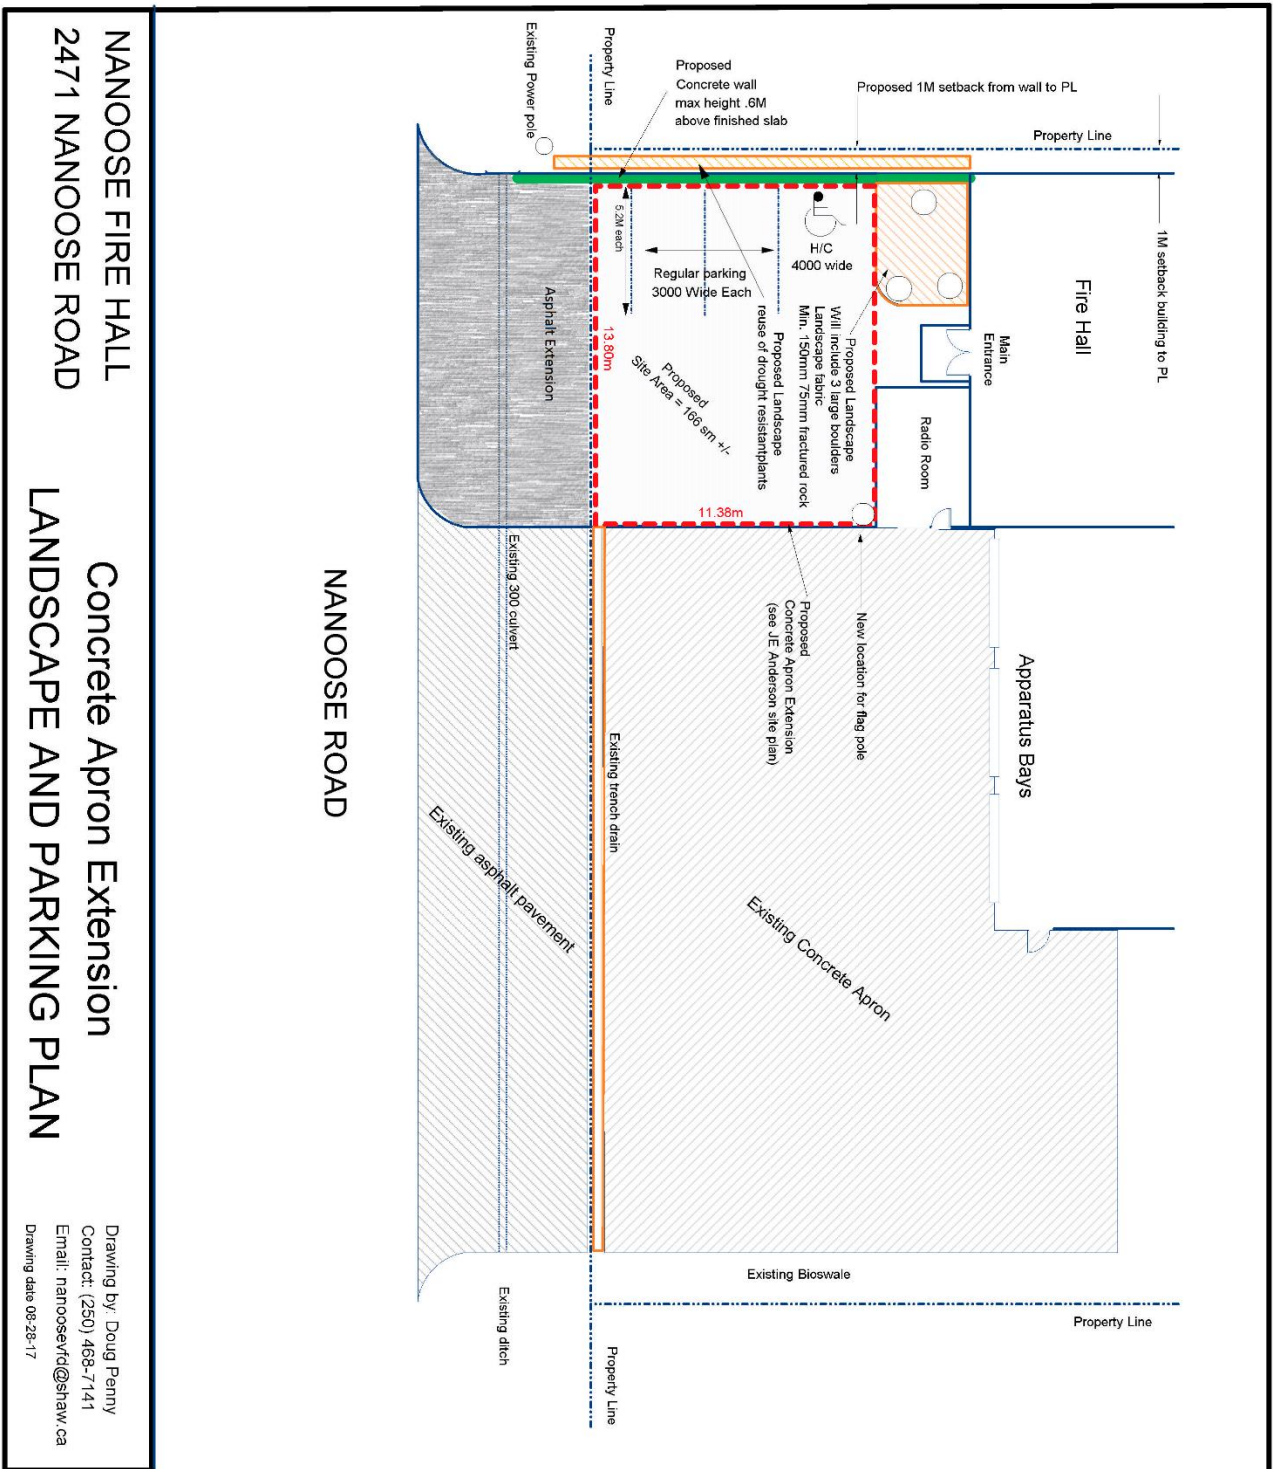 Proposed 1M setback from wall to PL
Property Line
Proposed
Concrete wall
max height .6M
above finished slab
Property Line
Existing Power pole
1M setback building to PL
Fire Hall
Main
Entrance
Radio Room
H/C
4000 wide
5.2M each
Regular parking
3000 Wide Each
Proposed Landscape
Will include 3 large boulders
Landscape fabric
Min. 150mm 75mm fractured rock
Proposed Landscape
reuse of drought resistantplants
Asphalt Extension
13.80m
Proposed
Site Area = 166 sm +/-
11.38m
New location for flag pole
Proposed
Concrete Apron Extension
(see JE Anderson site plan)
Apparatus Bays
Existing 300 culvert
Existing trench drain
Existing asphalt pavement
Existing Concrete Apron
Existing Bioswale
Property Line
Existing ditch
Property Line
NANOOSE ROAD
NANOOSE FIRE HALL
2471 NANOOSE ROAD
Concrete Apron Extension
LANDSCAPE AND PARKING PLAN
Drawing by: Doug Penny
Contact: (250) 468-7141
Email: nanoosevfd@shaw.ca
Drawing date 08-28-17